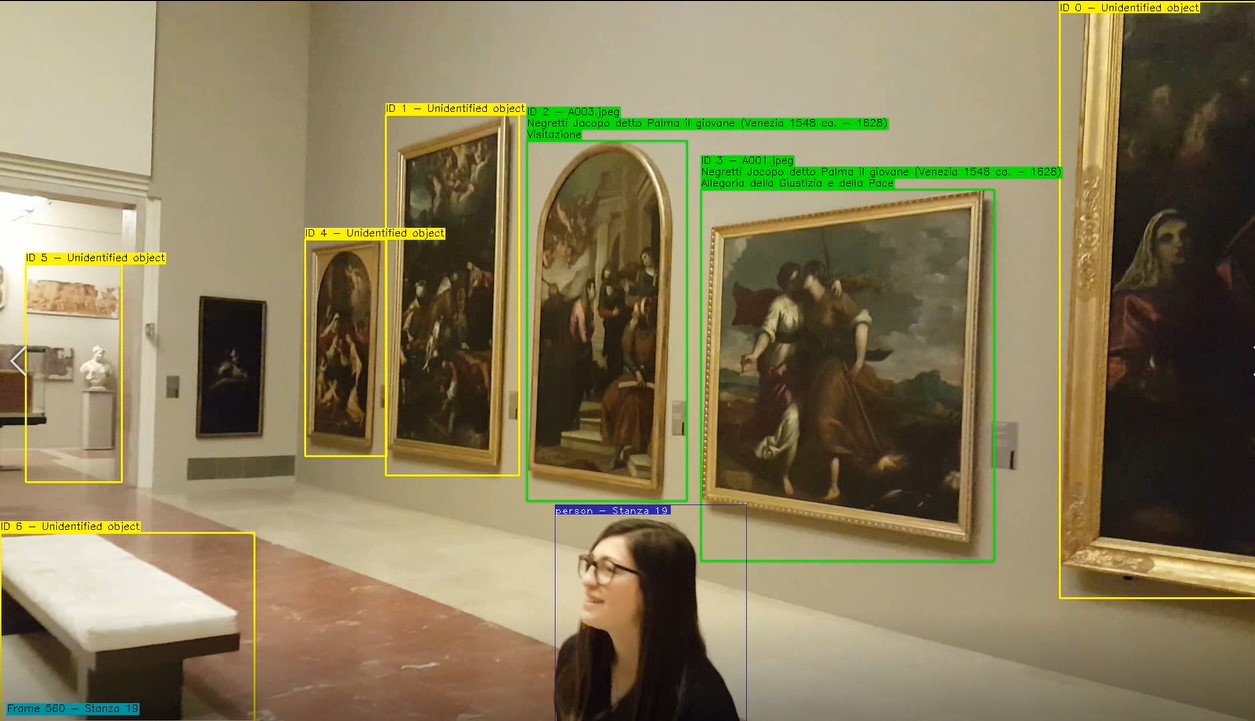 ID 0 - Unidentified object
ID 1 - Unidentified object
ID 2 - A003.jpeg
Negretti Jacopo detto Palma il giovane (Venezia 1548 ca. - 1628)
Visitazione
ID 3 - A001.jpeg
Negretti Jacopo detto Palma il giovane (Venezia 1548 ca. - 1628)
Allegoria della Giustizia e della Pace
ID 4 - Unidentified object
ID 5 - Unidentified object
person - Stanza 19
ID 6 - Unidentified object
Frame 560 - Stanza 19